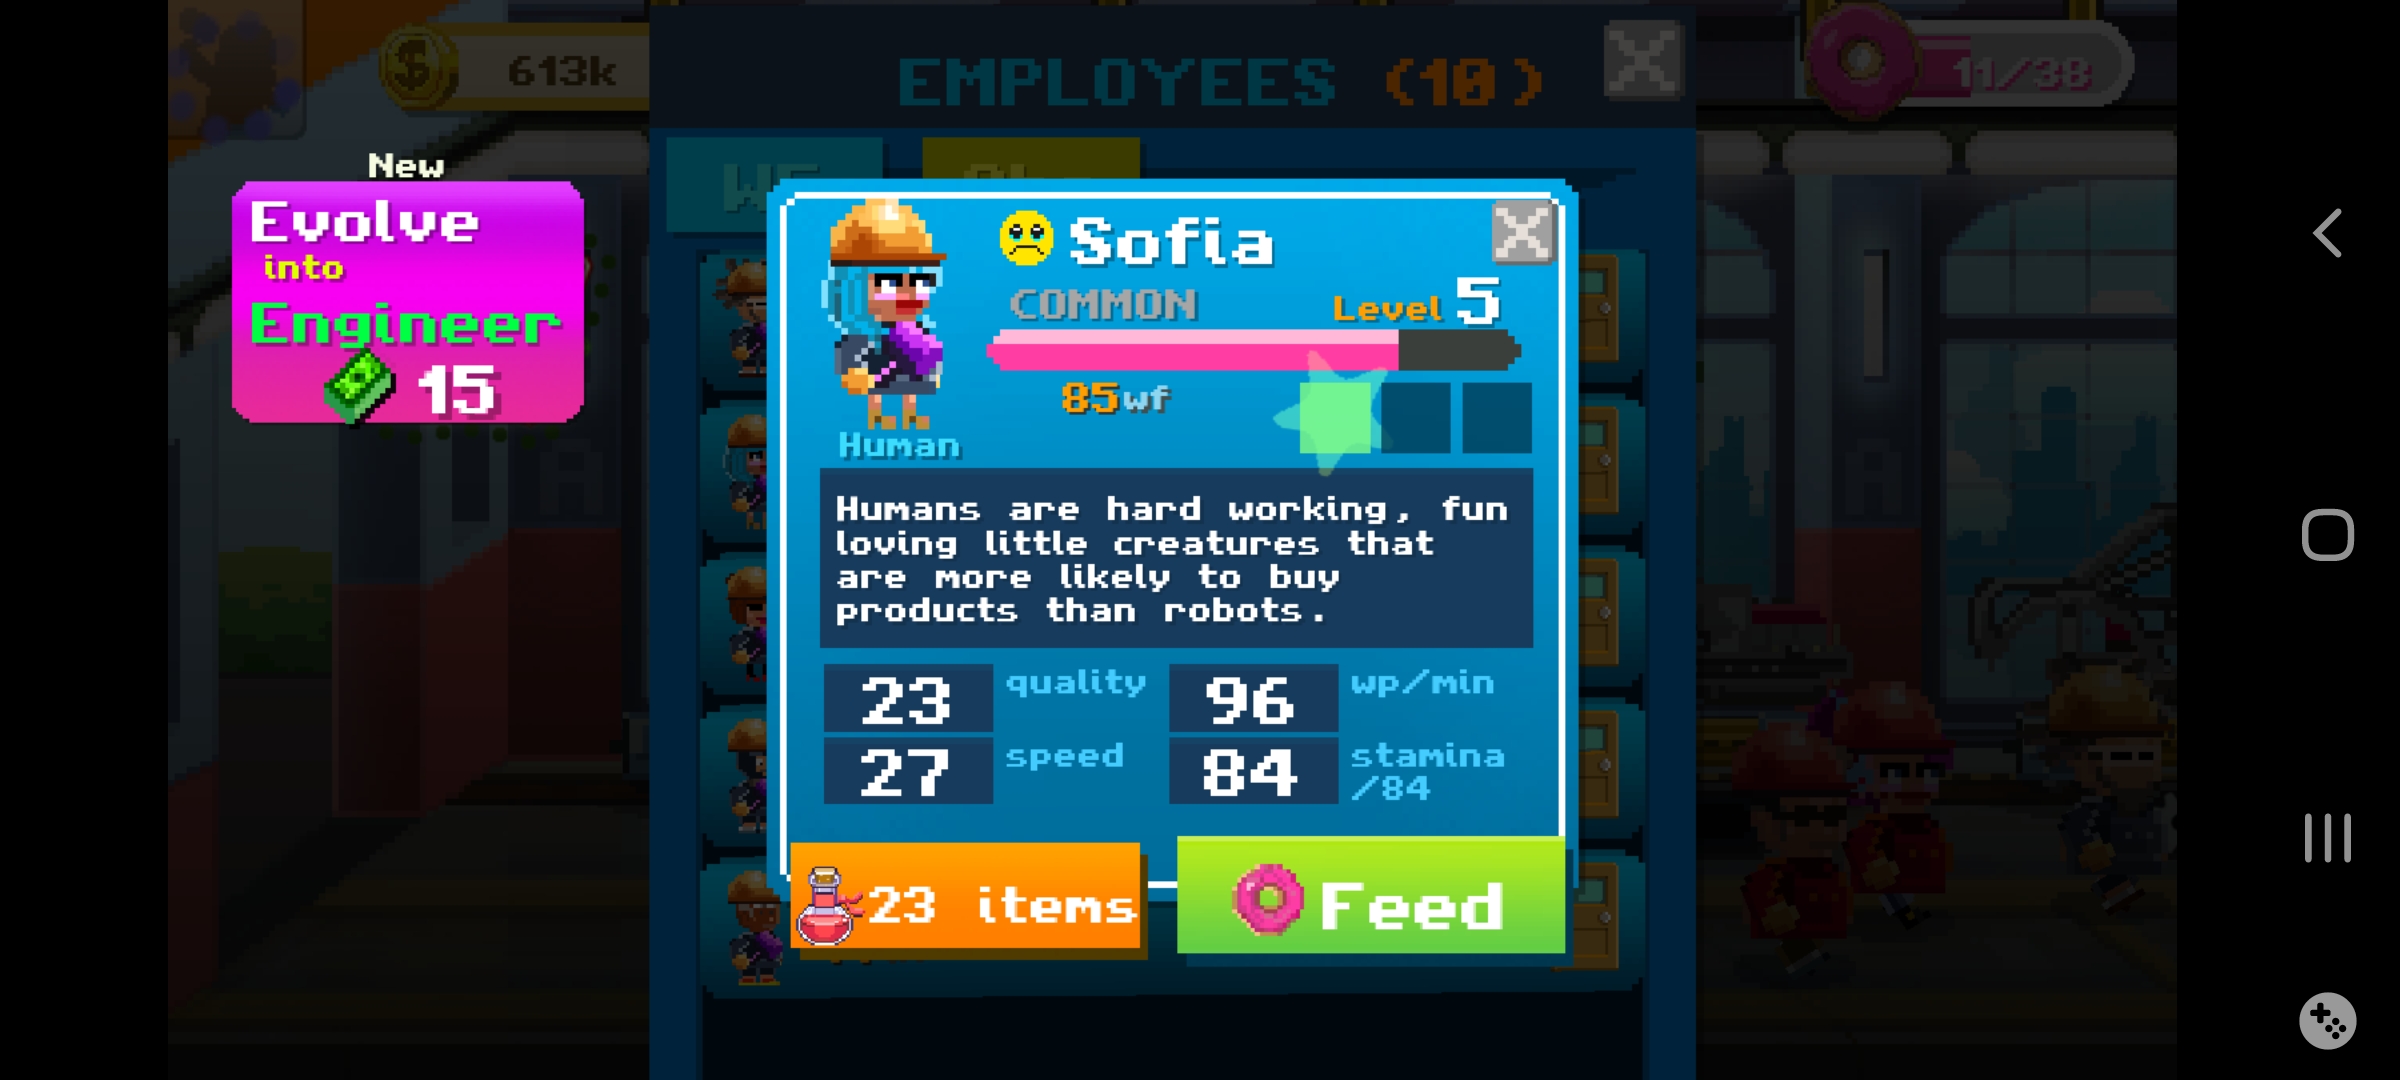 613k
EMPLOYEES (10)
11/38
New
Evolve
into
Engineer
15
Sofia
COMMON
Level 5
85wf
Human
Humans are hard working, fun
loving little creatures that
are more likely to buy
products than robots.
23 quality
96 wp/min
27 speed
84 stamina
/84
23 items
Feed